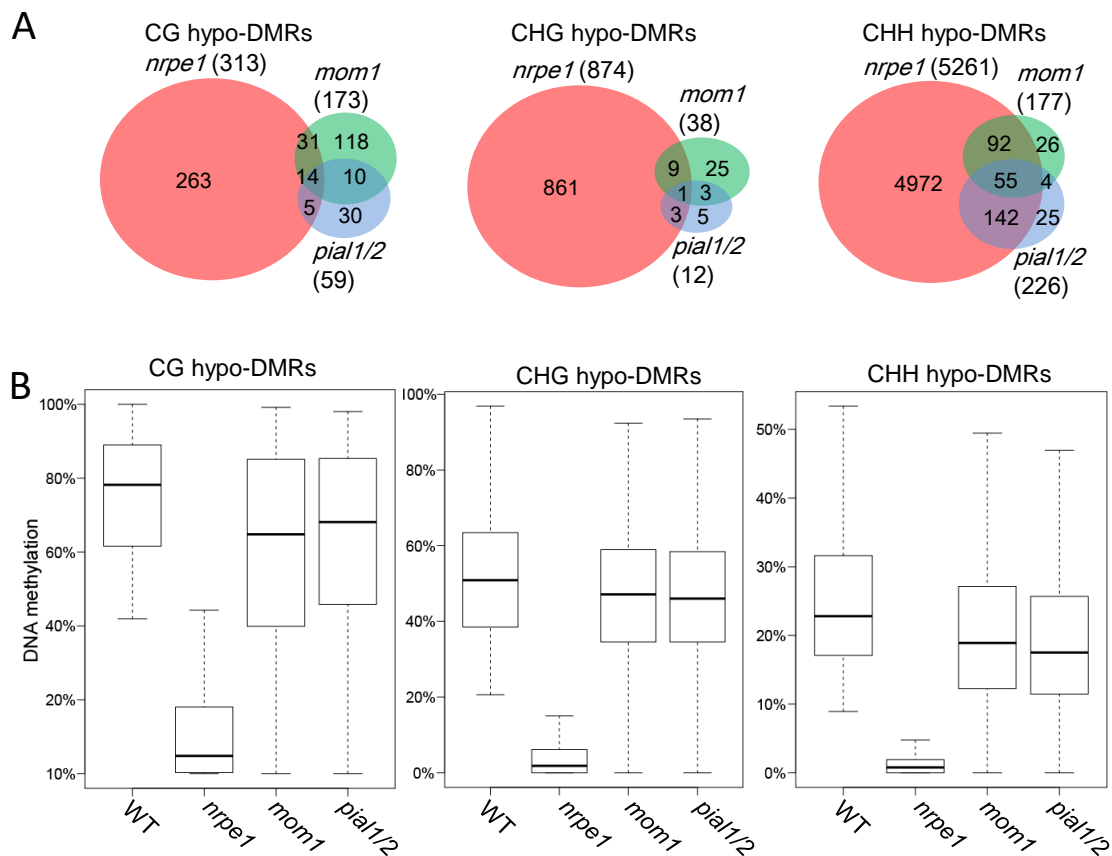 A
CG hypo-DMRs
nrpe1 (313)
mom1
(173)
31
118
263
14
10
5
30
pial1/2
(59)
CHG hypo-DMRs
nrpe1 (874)
mom1
(38)
9
25
861
1
3
3
5
pial1/2
(12)
CHH hypo-DMRs
nrpe1 (5261)
mom1
(177)
92
26
4972
55
4
142
25
pial1/2
(226)
B
CG hypo-DMRs
DNA methylation
100%
80%
60%
40%
20%
10%
WT
nrpe1
mom1
pial1/2
CHG hypo-DMRs
100%
80%
60%
40%
20%
0%
WT
nrpe1
mom1
pial1/2
CHH hypo-DMRs
50%
40%
30%
20%
10%
0%
WT
nrpe1
mom1
pial1/2